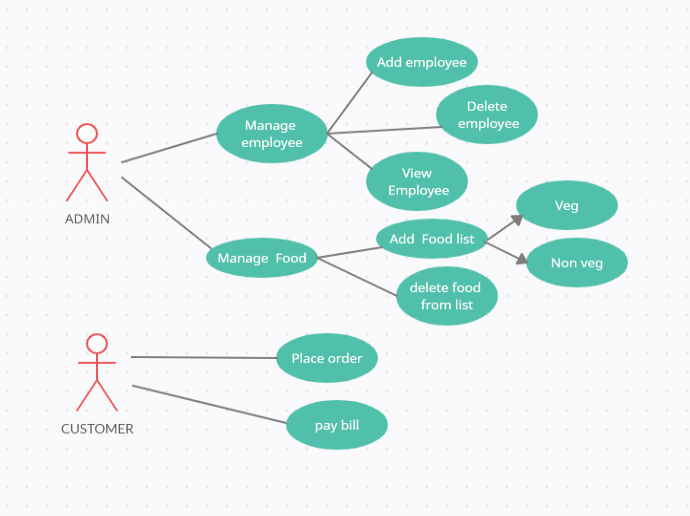 Add employee
Delete
employee
Manage
employee
View
Employee
ADMIN
Veg
Add  Food list
Manage  Food
Non veg
delete food
from list
Place order
CUSTOMER
pay bill